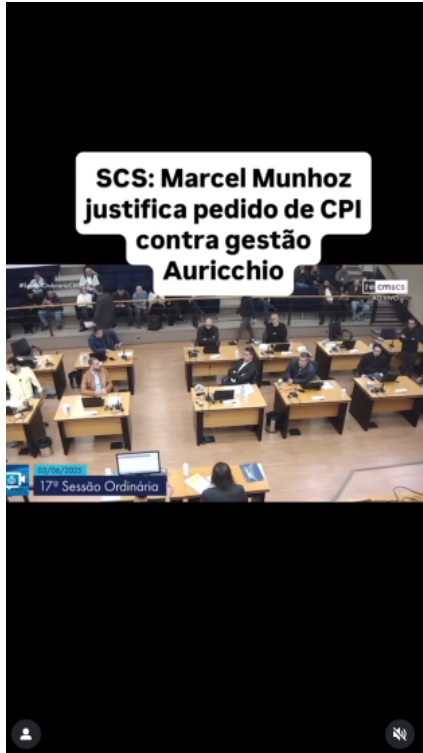 SCS: Marcel Munhoz
justifica pedido de CPI
contra gestão
Auricchio
tv cmscs
AO VIVO
03/06/2025
17ª Sessão Ordinária